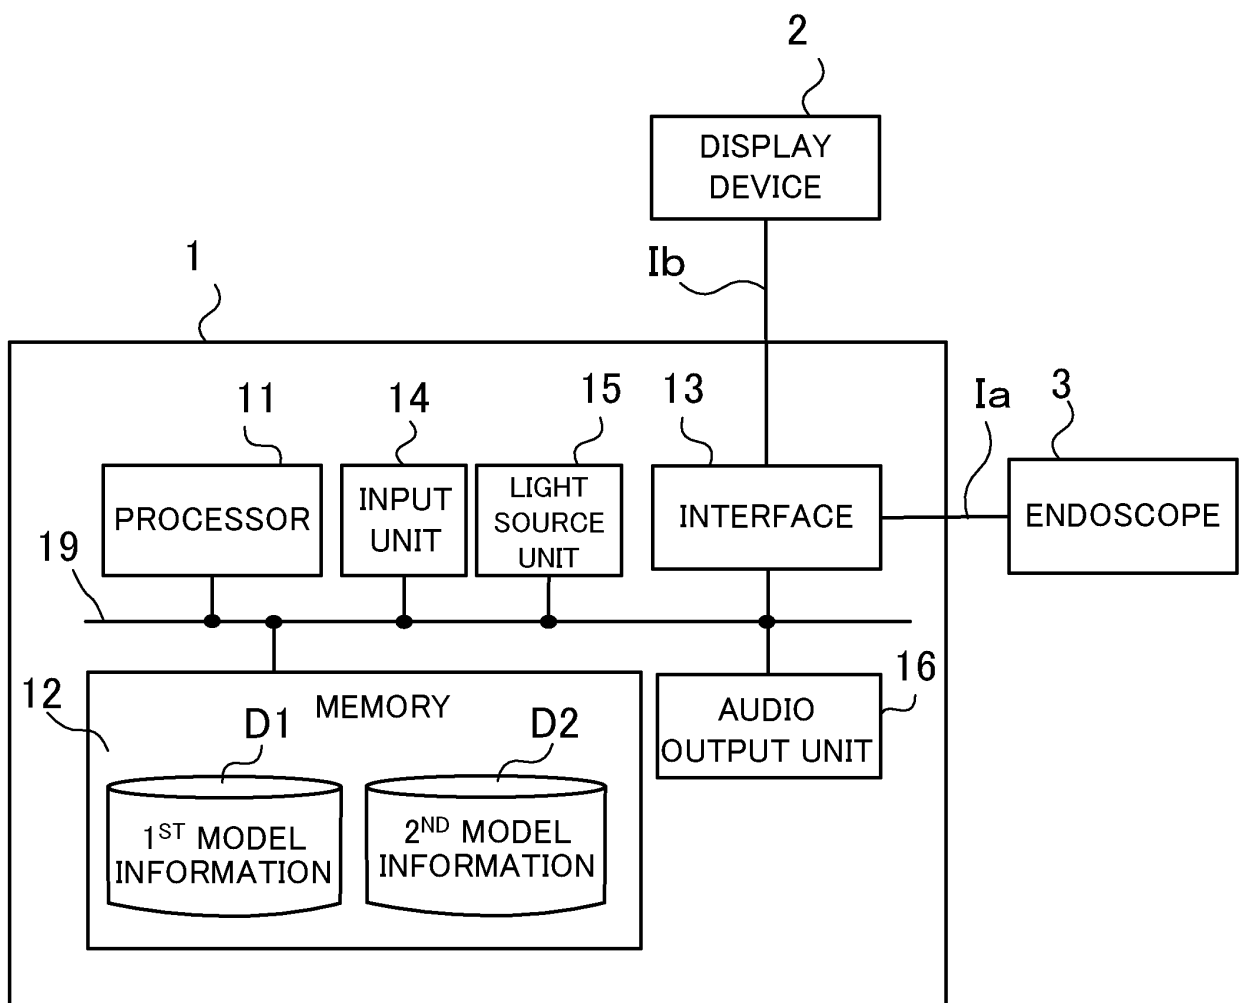 2
DISPLAY
DEVICE
1
Ib
11
14
15
13
Ia
3
PROCESSOR
INPUT
UNIT
LIGHT
SOURCE
UNIT
INTERFACE
ENDOSCOPE
19
12
MEMORY
16
D1
D2
AUDIO
OUTPUT UNIT
1ST MODEL
INFORMATION
2ND MODEL
INFORMATION